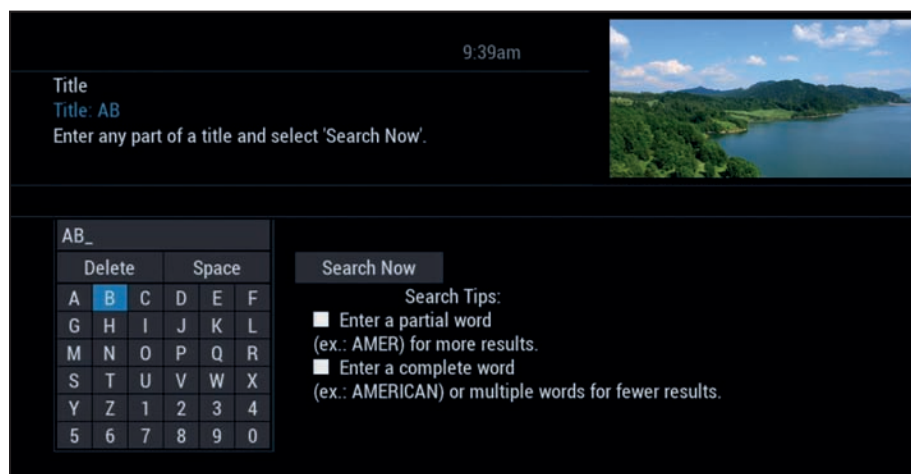 9:39am
Title
Title: AB
Enter any part of a title and select 'Search Now'.
AB_
Delete Space
A B C D E F
G H I J K L
M N O P Q R
S T U V W X
Y Z 1 2 3 4
5 6 7 8 9 0
Search Now
Search Tips:
Enter a partial word
(ex.: AMER) for more results.
Enter a complete word
(ex.: AMERICAN) or multiple words for fewer results.